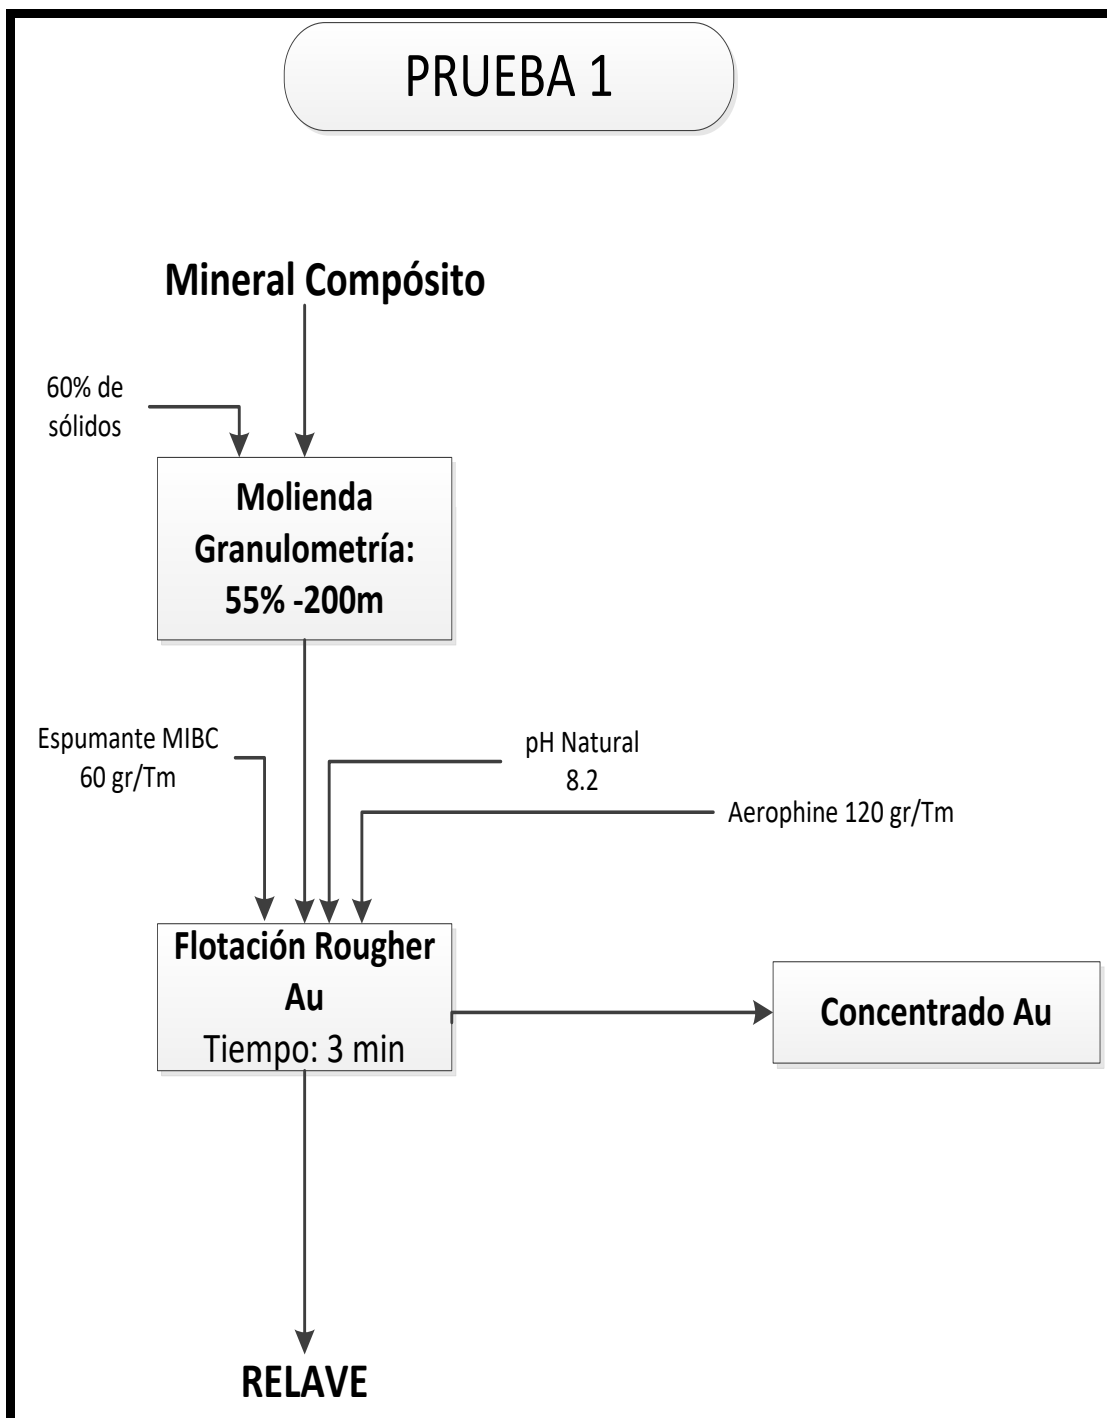 PRUEBA 1
Mineral Compósito
60% de
sólidos
Molienda
Granulometría:
55% -200m
Espumante MIBC
60 gr/Tm
pH Natural
8.2
Aerophine 120 gr/Tm
Flotación Rougher
Au
Tiempo: 3 min
Concentrado Au
RELAVE